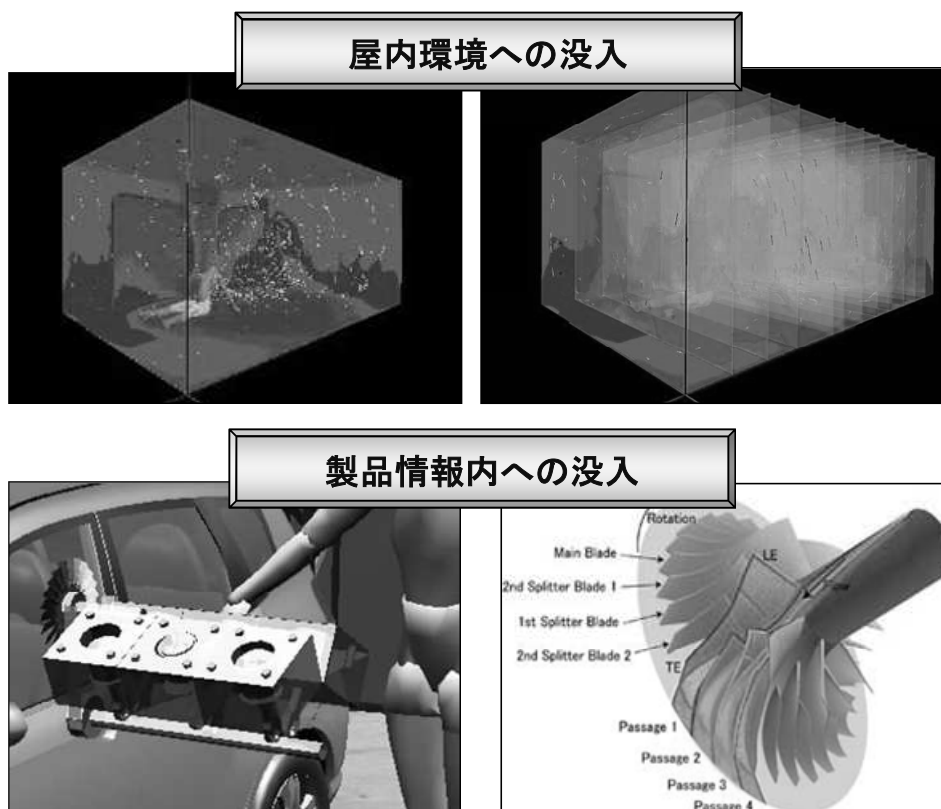 屋内環境への没入
製品情報内への没入
Rotation
Main Blade
LE
2nd Splitter Blade 1
1st Splitter Blade
2nd Splitter Blade 2
TE
Passage 1
Passage 2
Passage 3
Passage 4